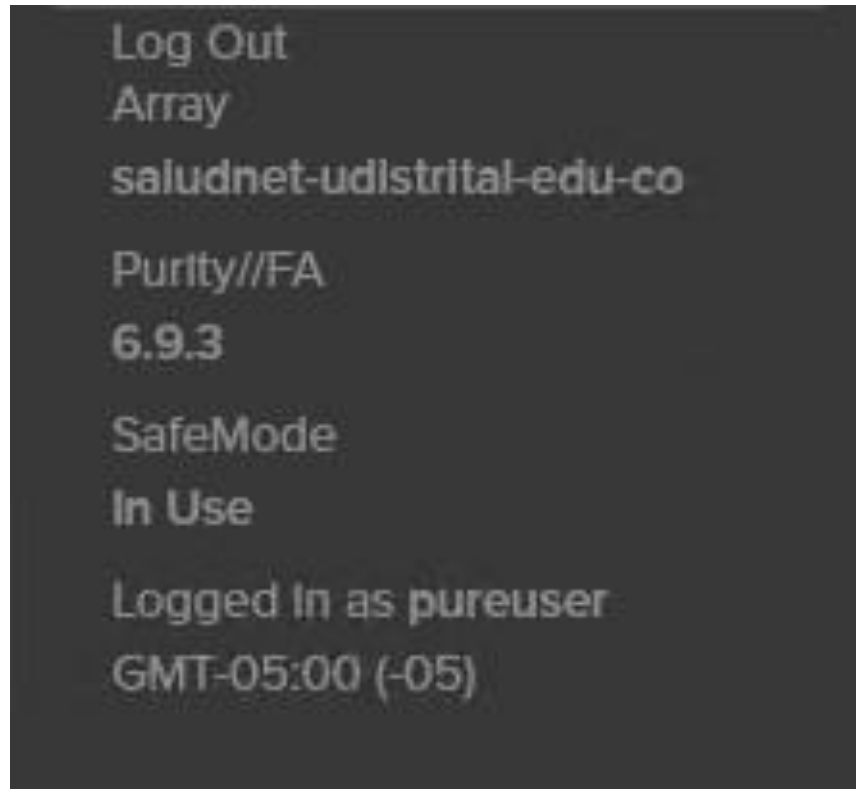 Log Out
Array
saludnet-udistrital-edu-co
Purity//FA
6.9.3
SafeMode
In Use
Logged in as pureuser
GMT-05:00 (-05)